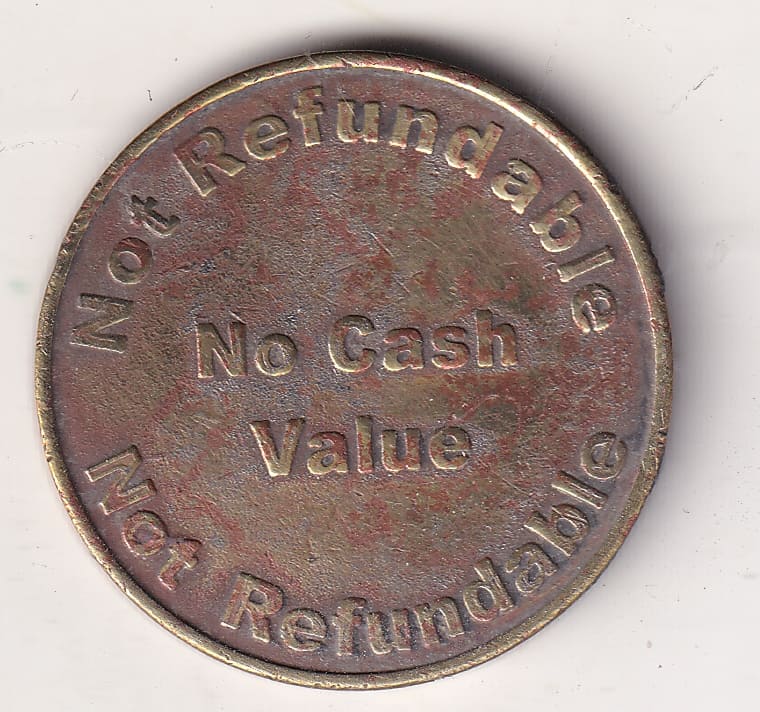 Not Refundable
No Cash
Value
Not Refundable